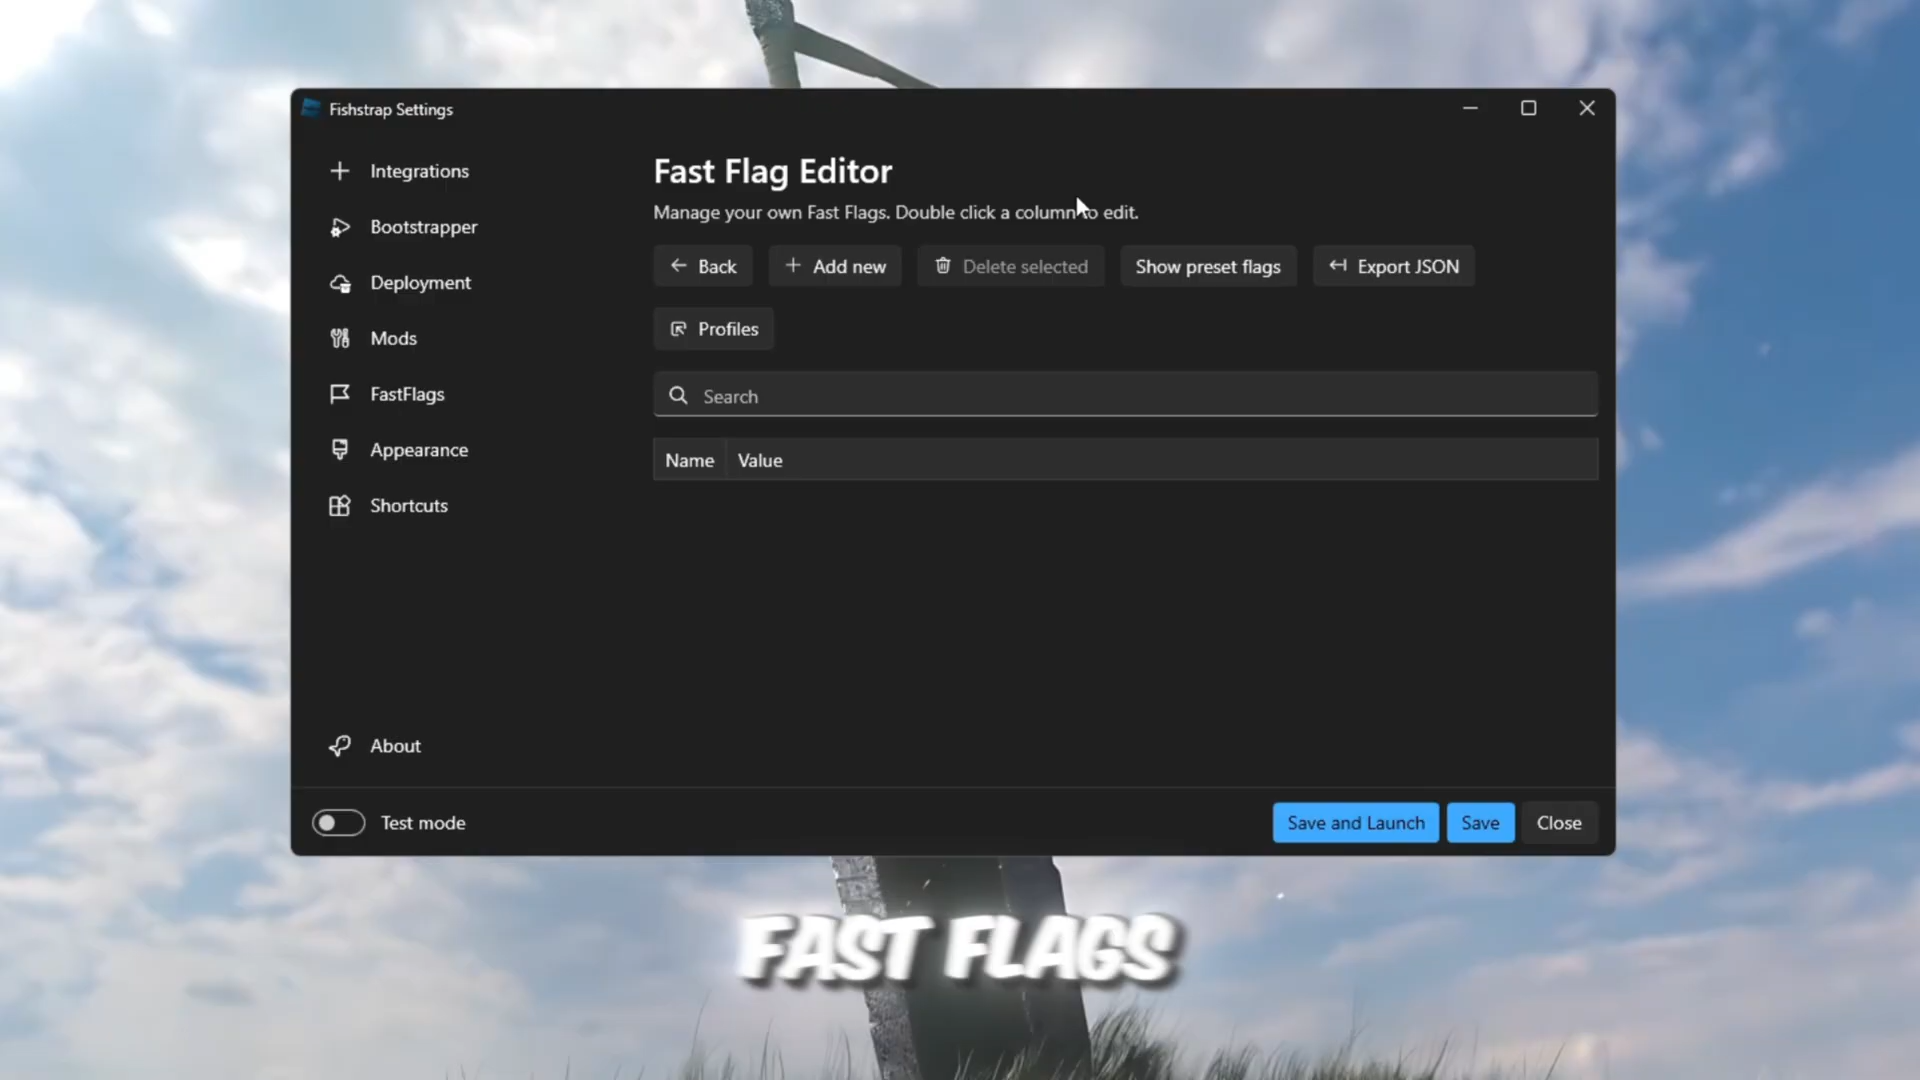 Fishstrap Settings
Integrations
Bootstrapper
Deployment
Mods
FastFlags
Appearance
Shortcuts
About
Fast Flag Editor
Manage your own Fast Flags. Double click a column to edit.
Back
Add new
Delete selected
Show preset flags
Export JSON
Profiles
Search
Name Value
Test mode
Save and Launch
Save
Close
FAST FLAGS